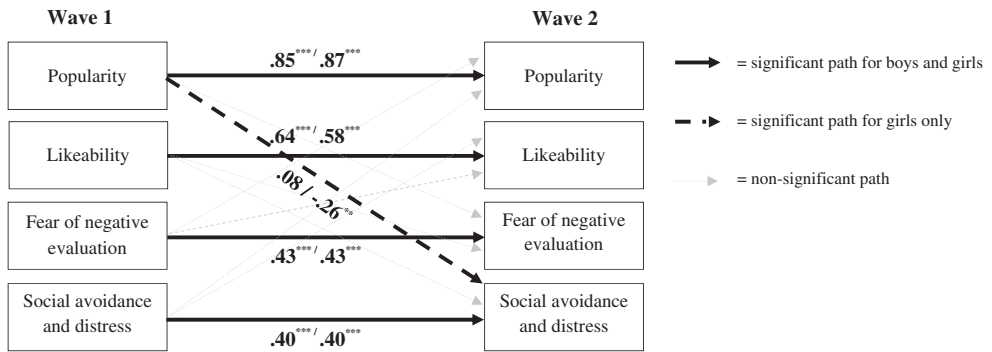 Wave 1
Wave 2
.85***/ .87***
Popularity
Popularity
= significant path for boys and girls
= significant path for girls only
.64***/ .58***
Likeability
Likeability
= non-significant path
.08 / -.26**
Fear of negative
evaluation
Fear of negative
evaluation
.43***/ .43***
Social avoidance
and distress
Social avoidance
and distress
.40***/ .40***